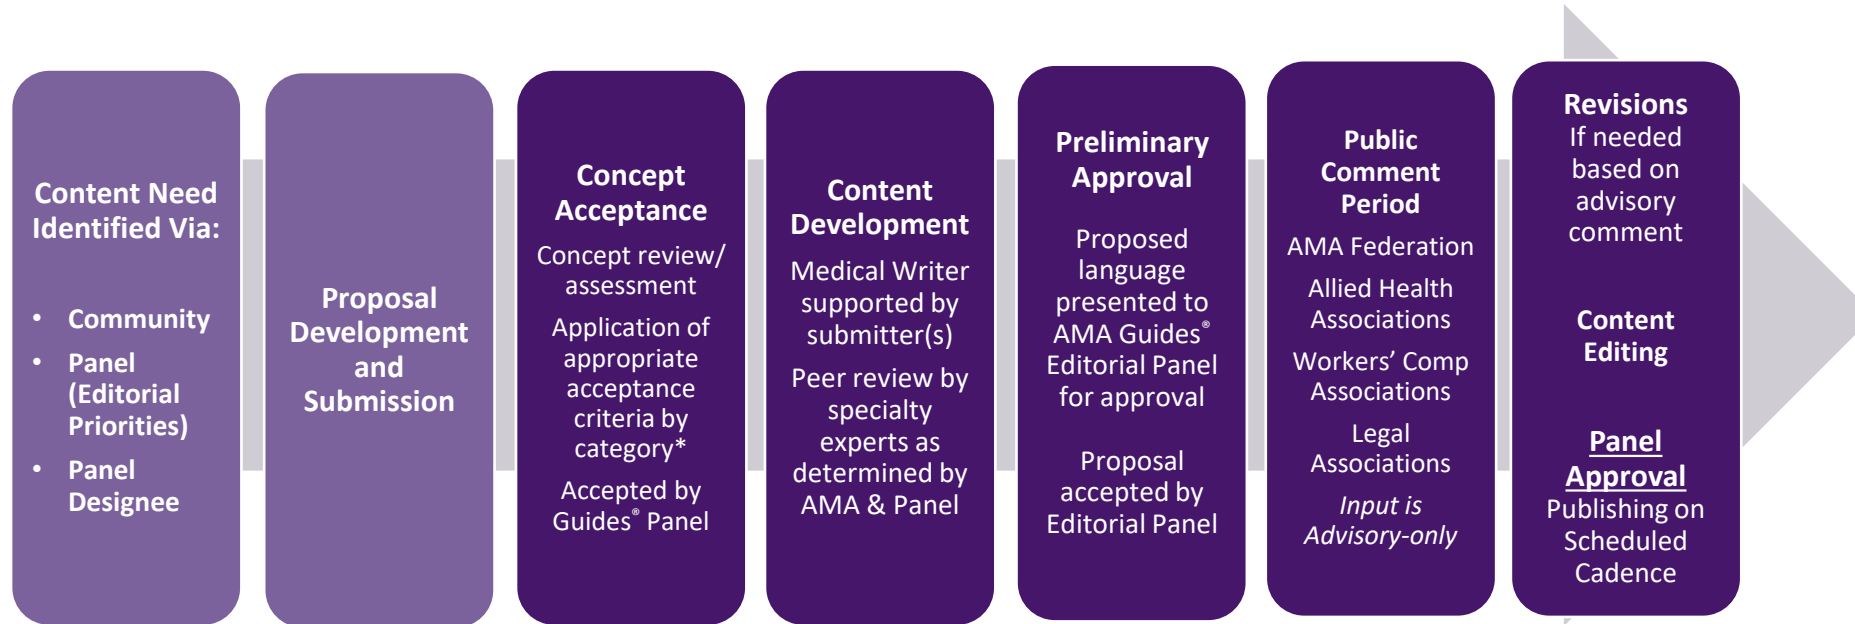 Content Need
Identified Via:
• Community
• Panel
(Editorial
Priorities)
• Panel
Designee
Proposal
Development
and
Submission
Concept
Acceptance
Concept review/
assessment
Application of
appropriate
acceptance
criteria by
category*
Accepted by
Guides® Panel
Content
Development
Medical Writer
supported by
submitter(s)
Peer review by
specialty
experts as
determined by
AMA & Panel
Preliminary
Approval
Proposed
language
presented to
AMA Guides®
Editorial Panel
for approval
Proposal
accepted by
Editorial Panel
Public
Comment
Period
AMA Federation
Allied Health
Associations
Workers’ Comp
Associations
Legal
Associations
Input is
Advisory-only
Revisions
If needed
based on
advisory
comment
Content
Editing
Panel
Approval
Publishing on
Scheduled
Cadence